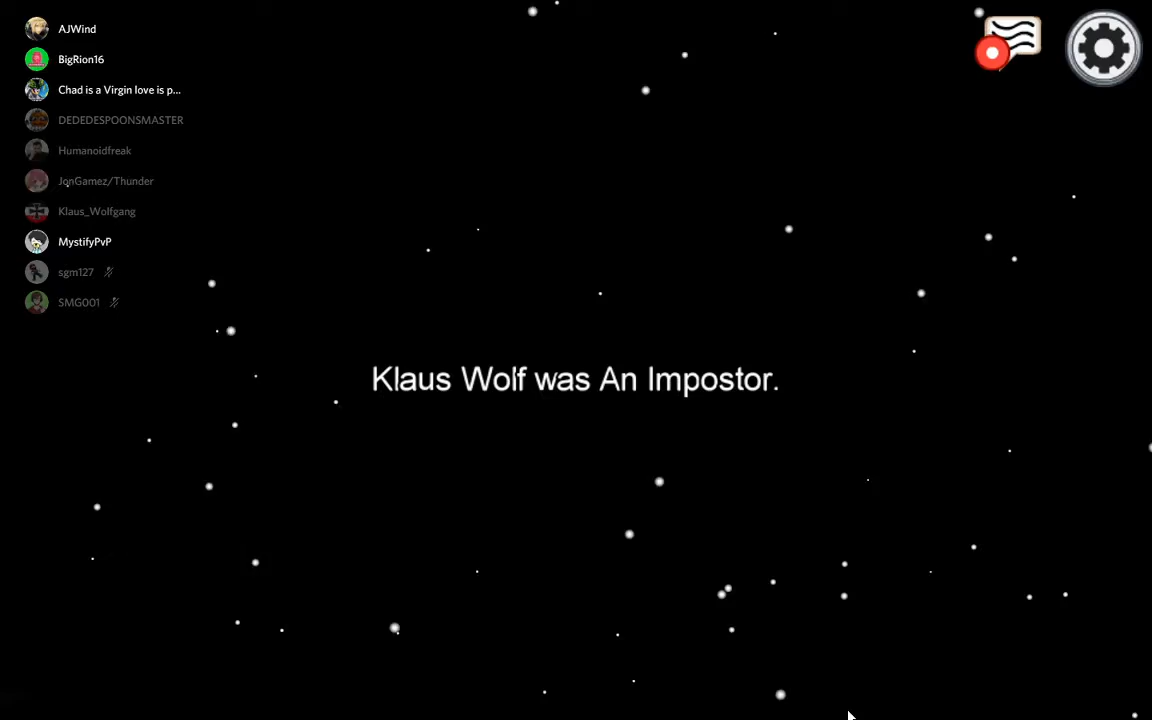 AJWind
BigRion16
Chad is a Virgin love is p...
DEDEDESPOONSMASTER
Humanoidfreak
JonGamez/Thunder
Klaus_Wolfgang
MystifyPvP
sgm127
SMG001
Klaus Wolf was An Impostor.